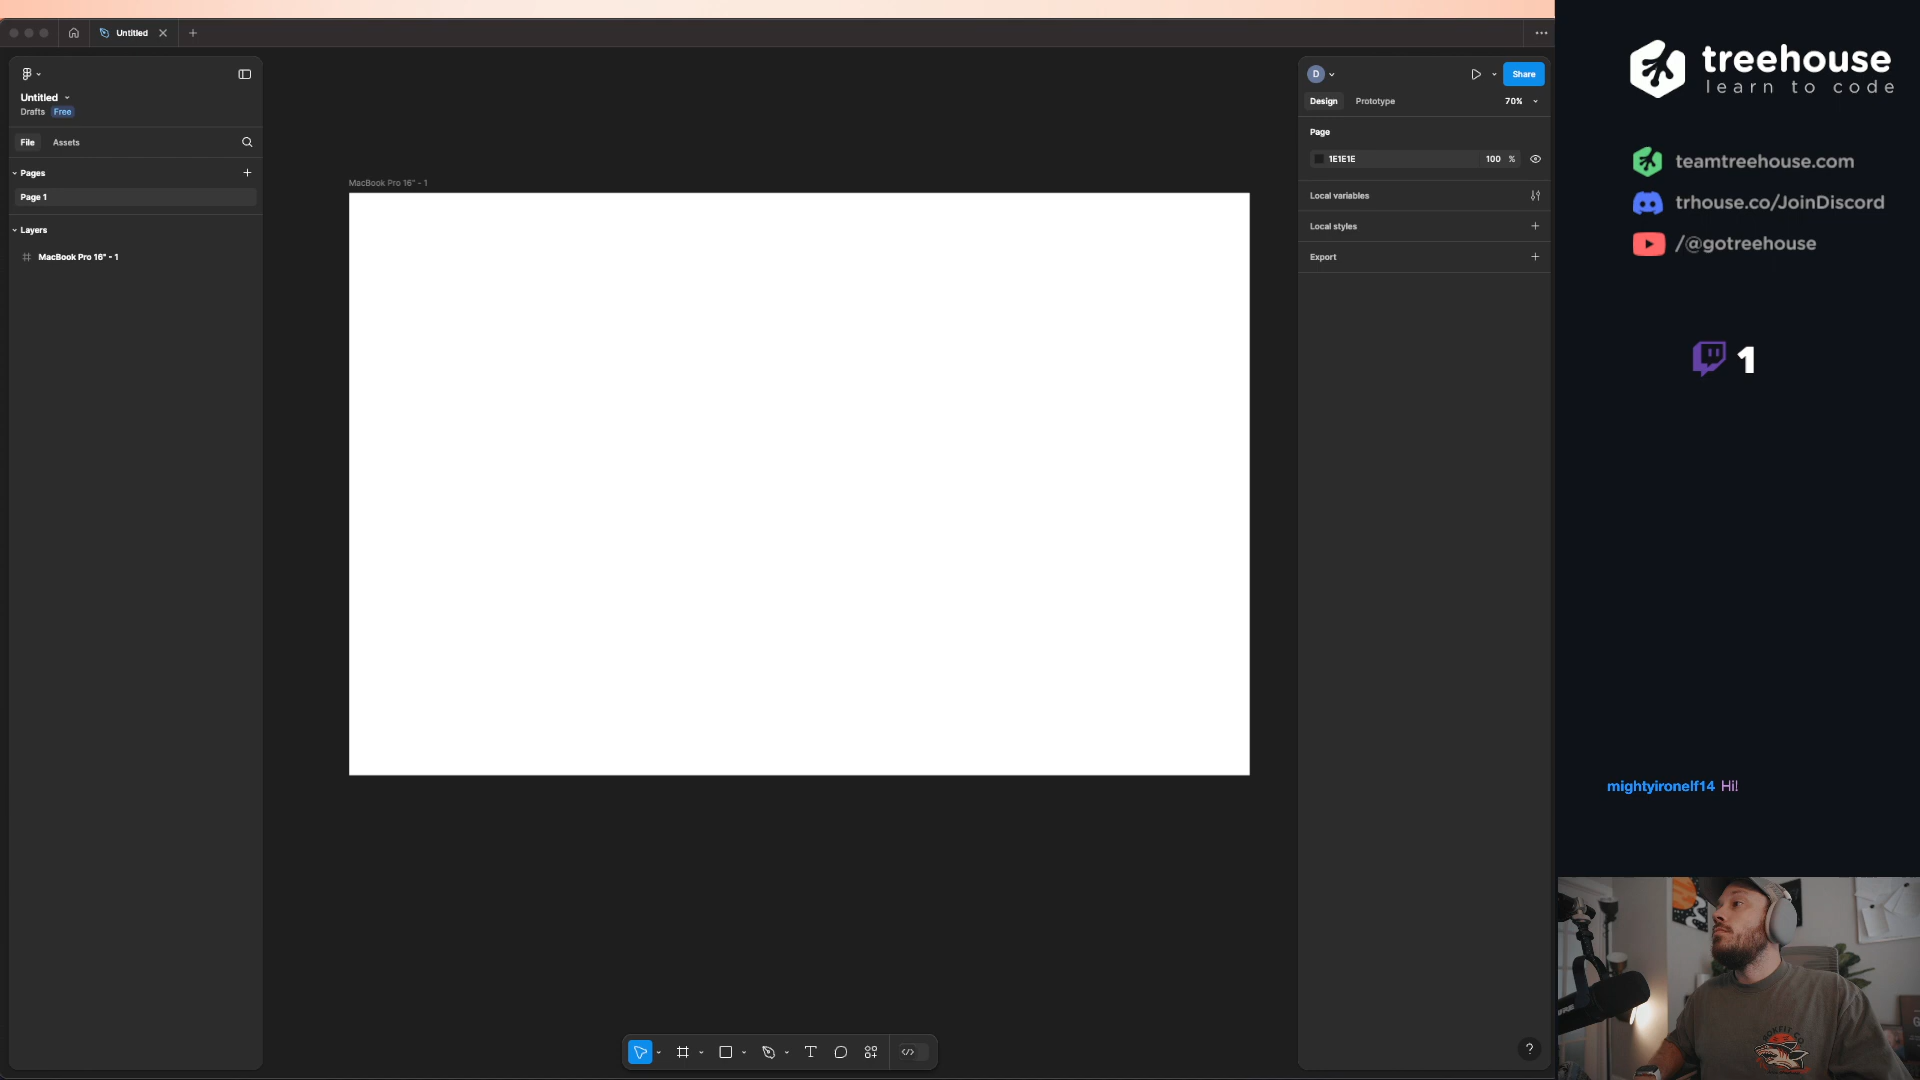 Untitled
Untitled
Drafts Free
File Assets
Pages
Page 1
Layers
MacBook Pro 16" - 1
MacBook Pro 16" - 1
D
Share
Design Prototype 70%
Page
1E1E1E 100 %
Local variables
Local styles
Export
?
treehouse
learn to code
teamtreehouse.com
trhouse.co/JoinDiscord
/@gotreehouse
1
mightyironelf14 Hi!